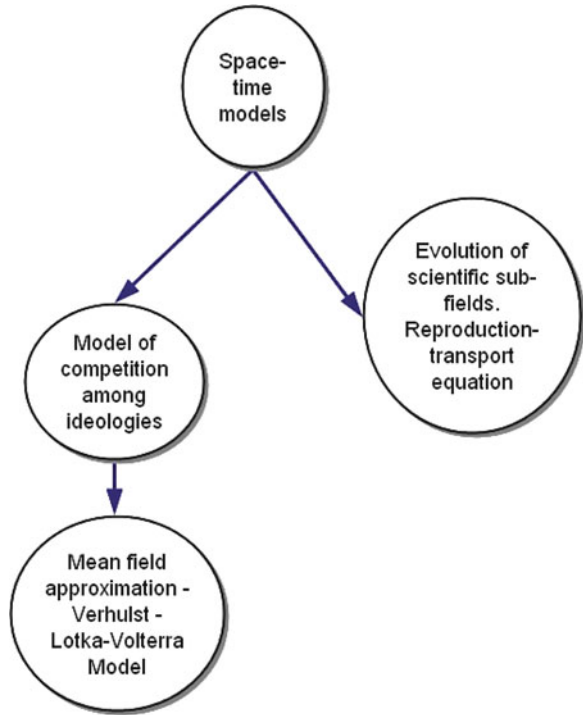 Space-
time
models
Evolution of
scientific sub-
fields.
Reproduction-
transport
equation
Model of
competition
among
ideologies
Mean field
approximation -
Verhulst -
Lotka-Volterra
Model